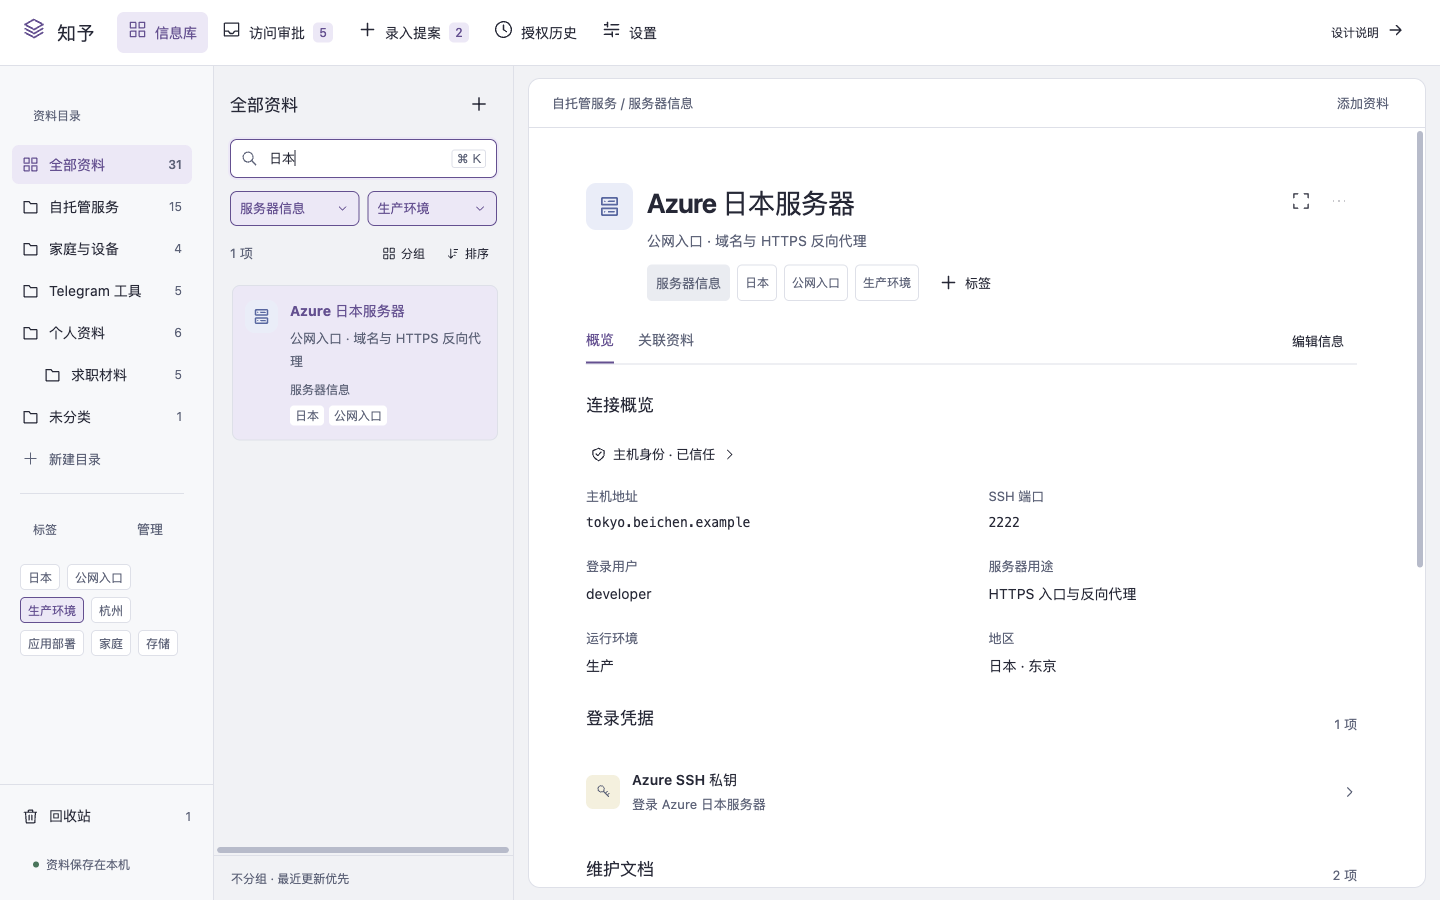 知予
信息库
访问审批 5
录入提案 2
授权历史
设置
设计说明
资料目录
全部资料 31
自托管服务 15
家庭与设备 4
Telegram 工具 5
个人资料 6
求职材料 5
未分类 1
新建目录
标签 管理
日本 公网入口
生产环境 杭州
应用部署 家庭 存储
回收站 1
资料保存在本机
全部资料
日本 ⌘ K
服务器信息 生产环境
1 项 分组 排序
Azure 日本服务器
公网入口 · 域名与 HTTPS 反向代
理
服务器信息
日本 公网入口
不分组 · 最近更新优先
自托管服务 / 服务器信息 添加资料
Azure 日本服务器
公网入口 · 域名与 HTTPS 反向代理
服务器信息 日本 公网入口 生产环境 标签
概览 关联资料 编辑信息
连接概览
主机身份 · 已信任
主机地址 SSH 端口
tokyo.beichen.example 2222
登录用户 服务器用途
developer HTTPS 入口与反向代理
运行环境 地区
生产 日本 · 东京
登录凭据 1 项
Azure SSH 私钥
登录 Azure 日本服务器
维护文档 2 项